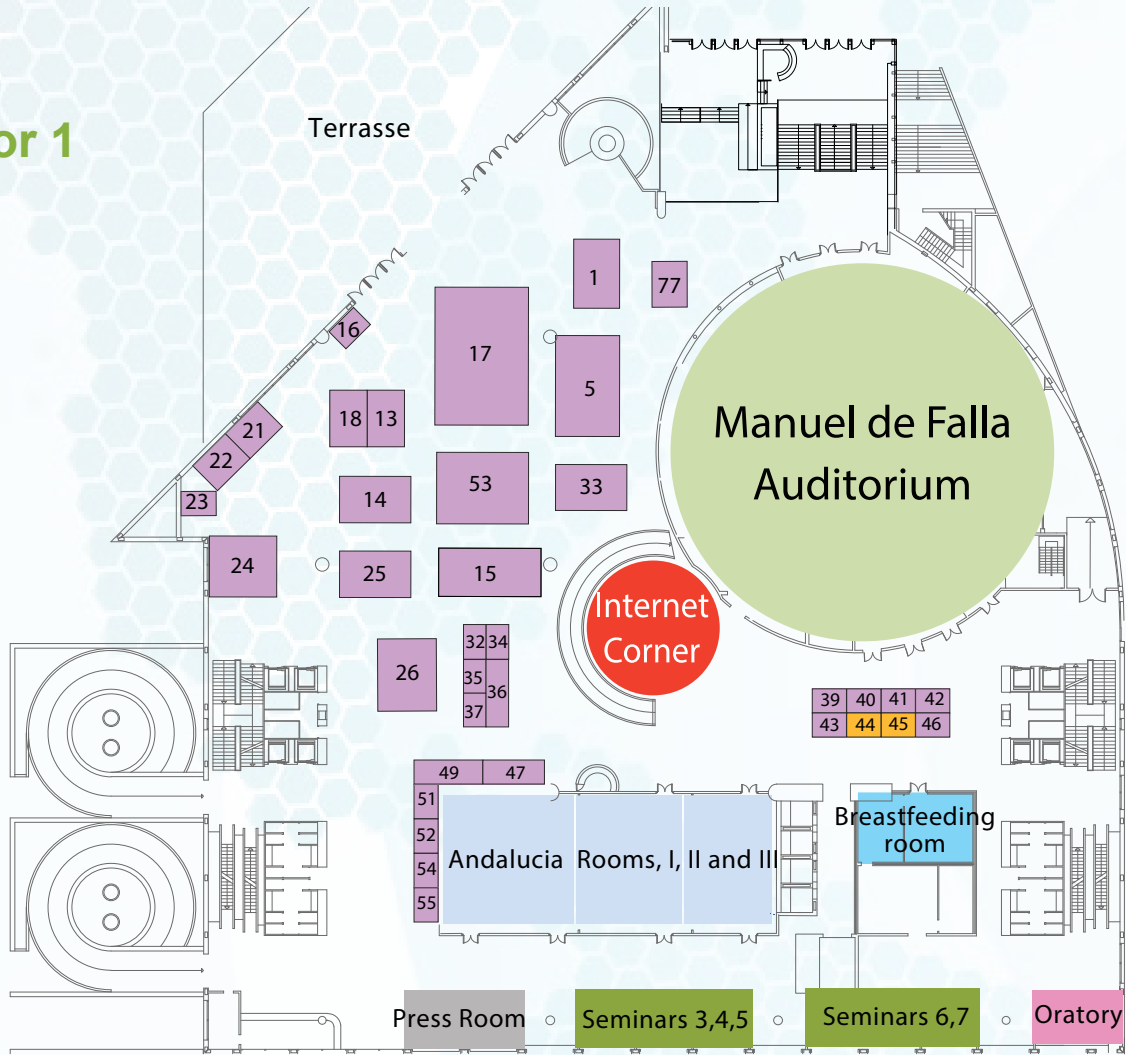 or 1
Terrasse
1
77
16
17
5
18 13
21
22
23
14
53
33
24
25
15
Manuel de Falla
Auditorium
Internet
Corner
26
32 34
35
36
37
39 40 41 42
43 44 45 46
49 47
51
52
54
55
Andalucia Rooms, I, II and III
Breastfeeding
room
Press Room
Seminars 3,4,5
Seminars 6,7
Oratory